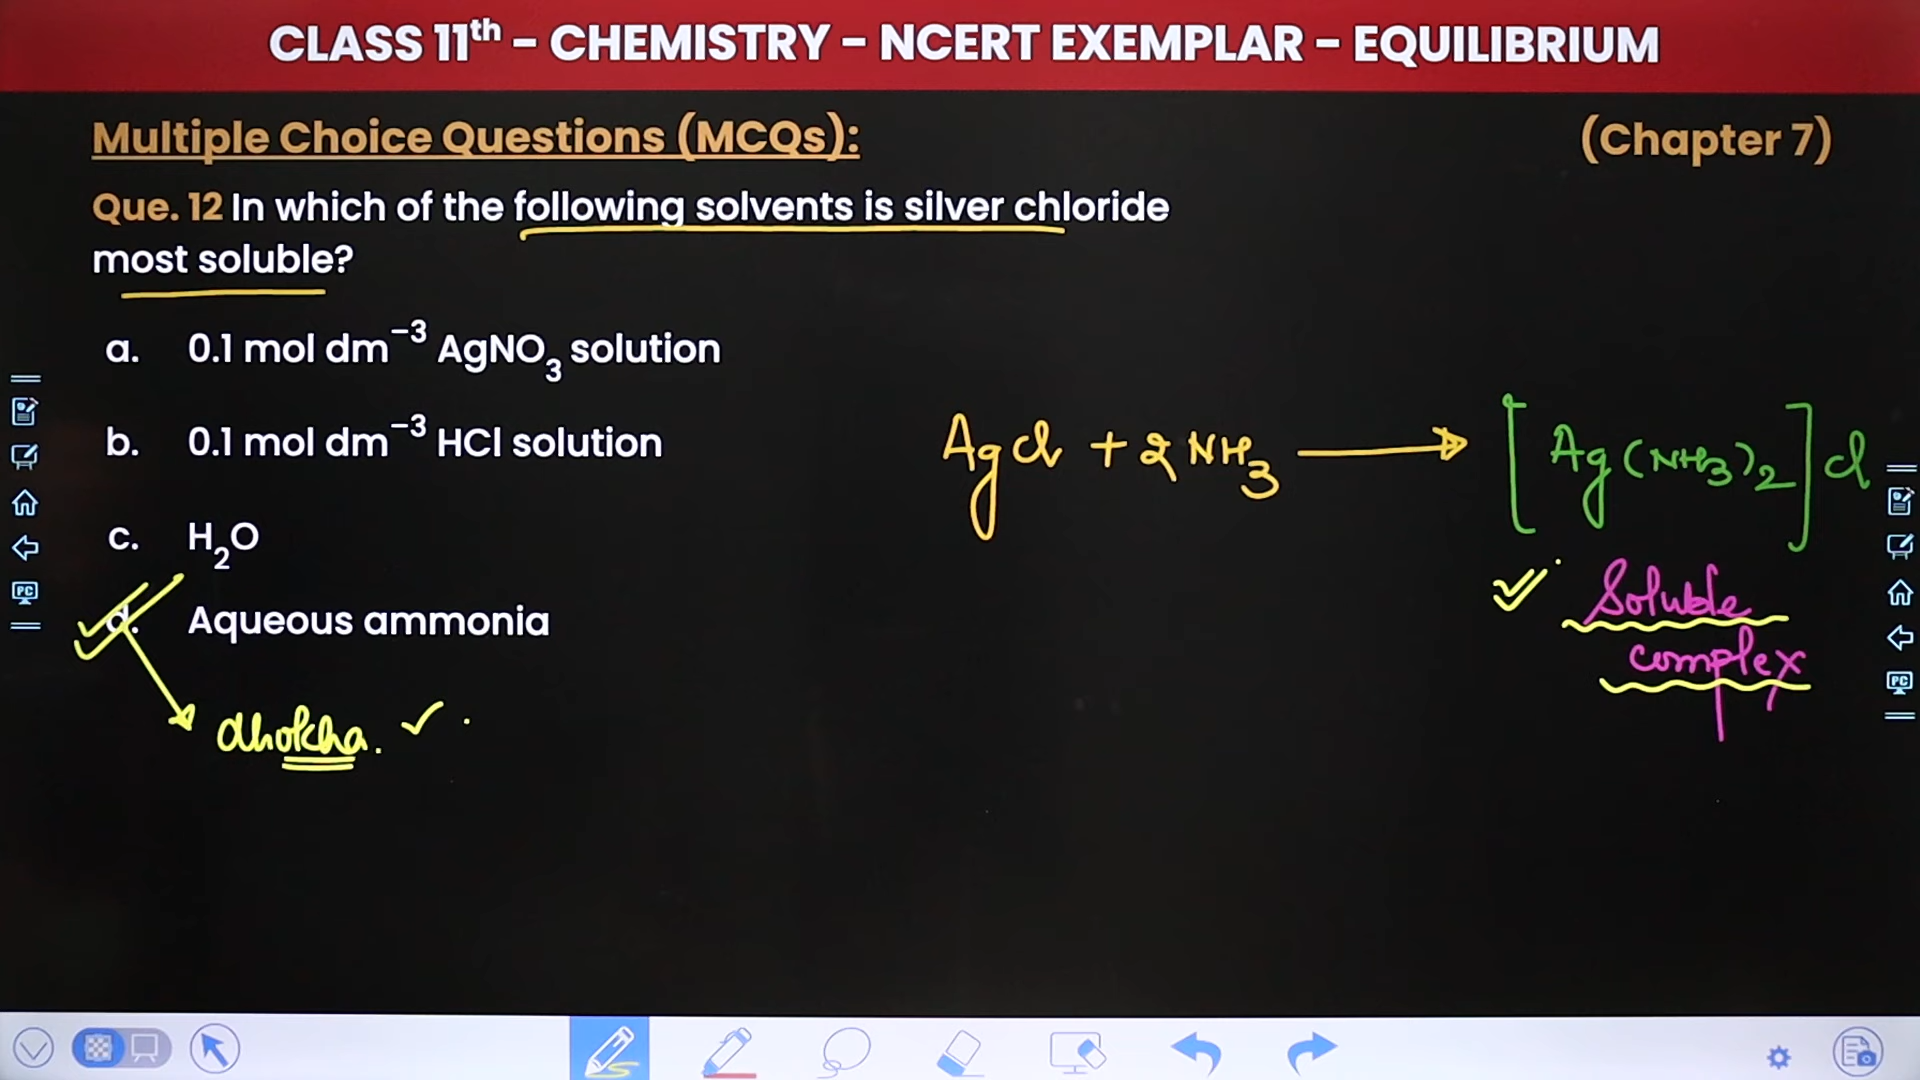 CLASS 11th - CHEMISTRY - NCERT EXEMPLAR - EQUILIBRIUM
Multiple Choice Questions (MCQs):
(Chapter 7)
Que. 12 In which of the following solvents is silver chloride
most soluble?
a. 0.1 mol dm⁻³ AgNO₃ solution
b. 0.1 mol dm⁻³ HCl solution
c. H₂O
d. Aqueous ammonia
dhokha.
AgCl + 2NH₃ → [Ag(NH₃)₂]Cl
Soluble
complex
PC
PC